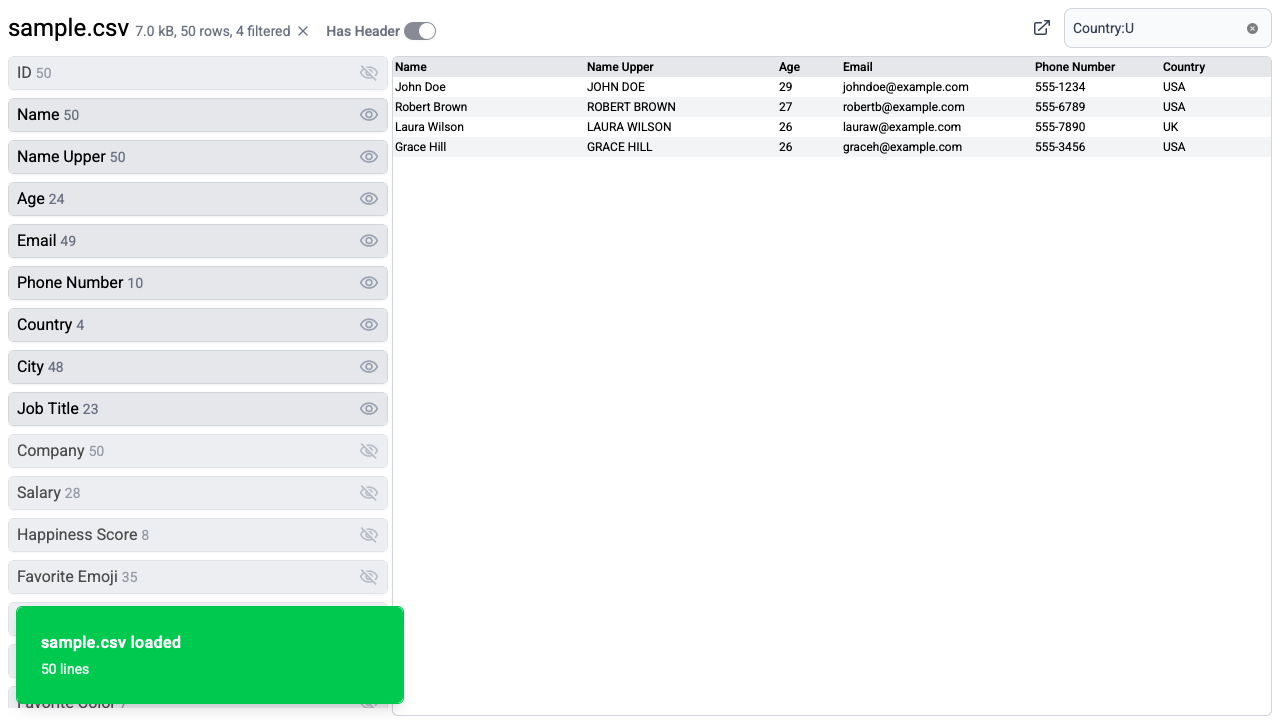 sample.csv 7.0 kB, 50 rows, 4 filtered × Has Header Country:U
ID 50
Name 50
Name Upper 50
Age 24
Email 49
Phone Number 10
Country 4
City 48
Job Title 23
Company 50
Salary 28
Happiness Score 8
Favorite Emoji 35
sample.csv loaded
50 lines
Favorite Color 7
Name Name Upper Age Email Phone Number Country
John Doe JOHN DOE 29 johndoe@example.com 555-1234 USA
Robert Brown ROBERT BROWN 27 robertb@example.com 555-6789 USA
Laura Wilson LAURA WILSON 26 lauraw@example.com 555-7890 UK
Grace Hill GRACE HILL 26 graceh@example.com 555-3456 USA